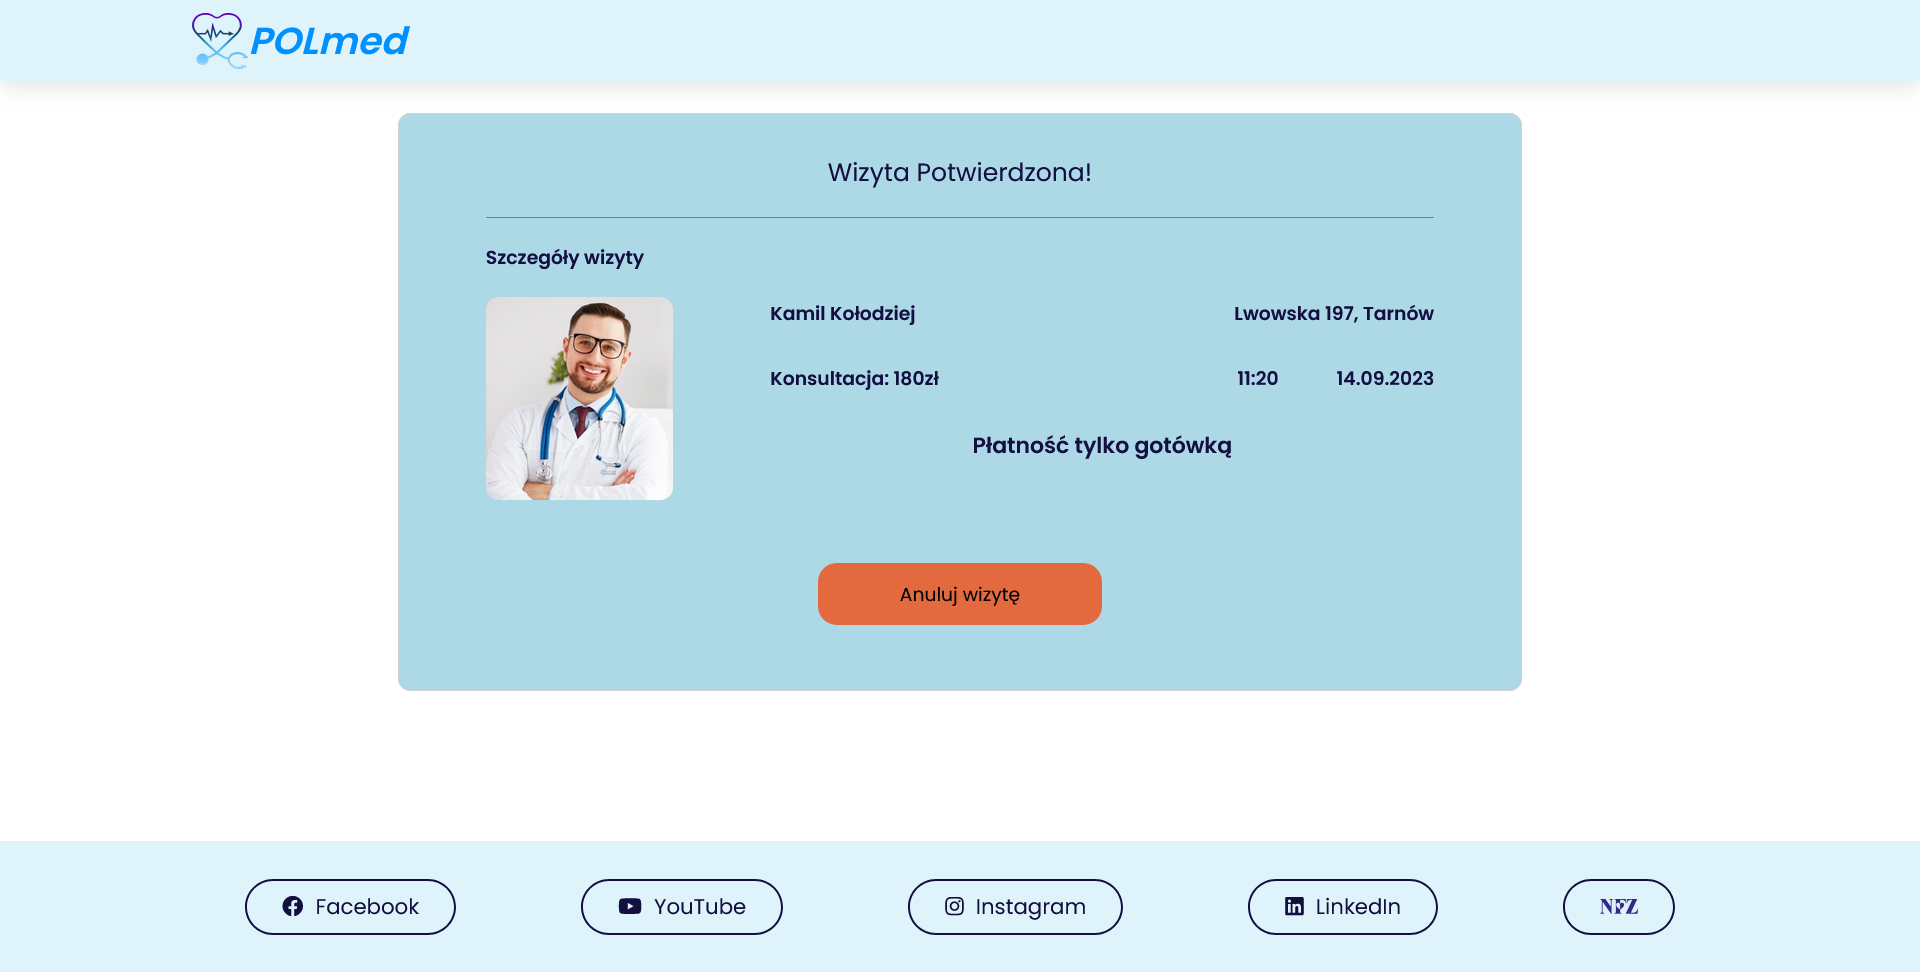 POLmed
Wizyta Potwierdzona!
Szczegóły wizyty
Kamil Kołodziej
Lwowska 197, Tarnów
Konsultacja: 180zł
11:20
14.09.2023
Płatność tylko gotówką
Anuluj wizytę
Facebook
YouTube
Instagram
LinkedIn
NFZ